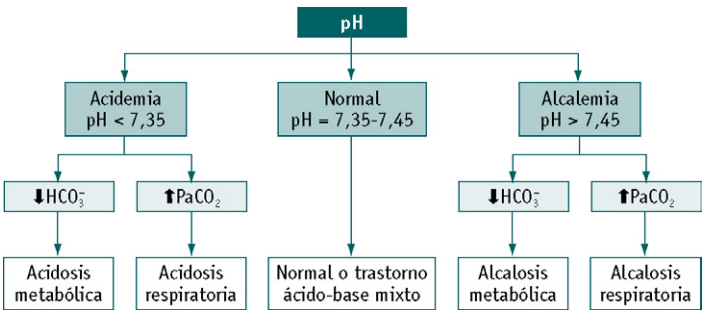 pH
Acidemia
pH < 7,35
Normal
pH = 7,35-7,45
Alcalemia
pH > 7,45
⬇HCO₃⁻
⬆PaCO₂
⬇HCO₃⁻
⬆PaCO₂
Acidosis
metabólica
Acidosis
respiratoria
Normal o trastorno
ácido-base mixto
Alcalosis
metabólica
Alcalosis
respiratoria